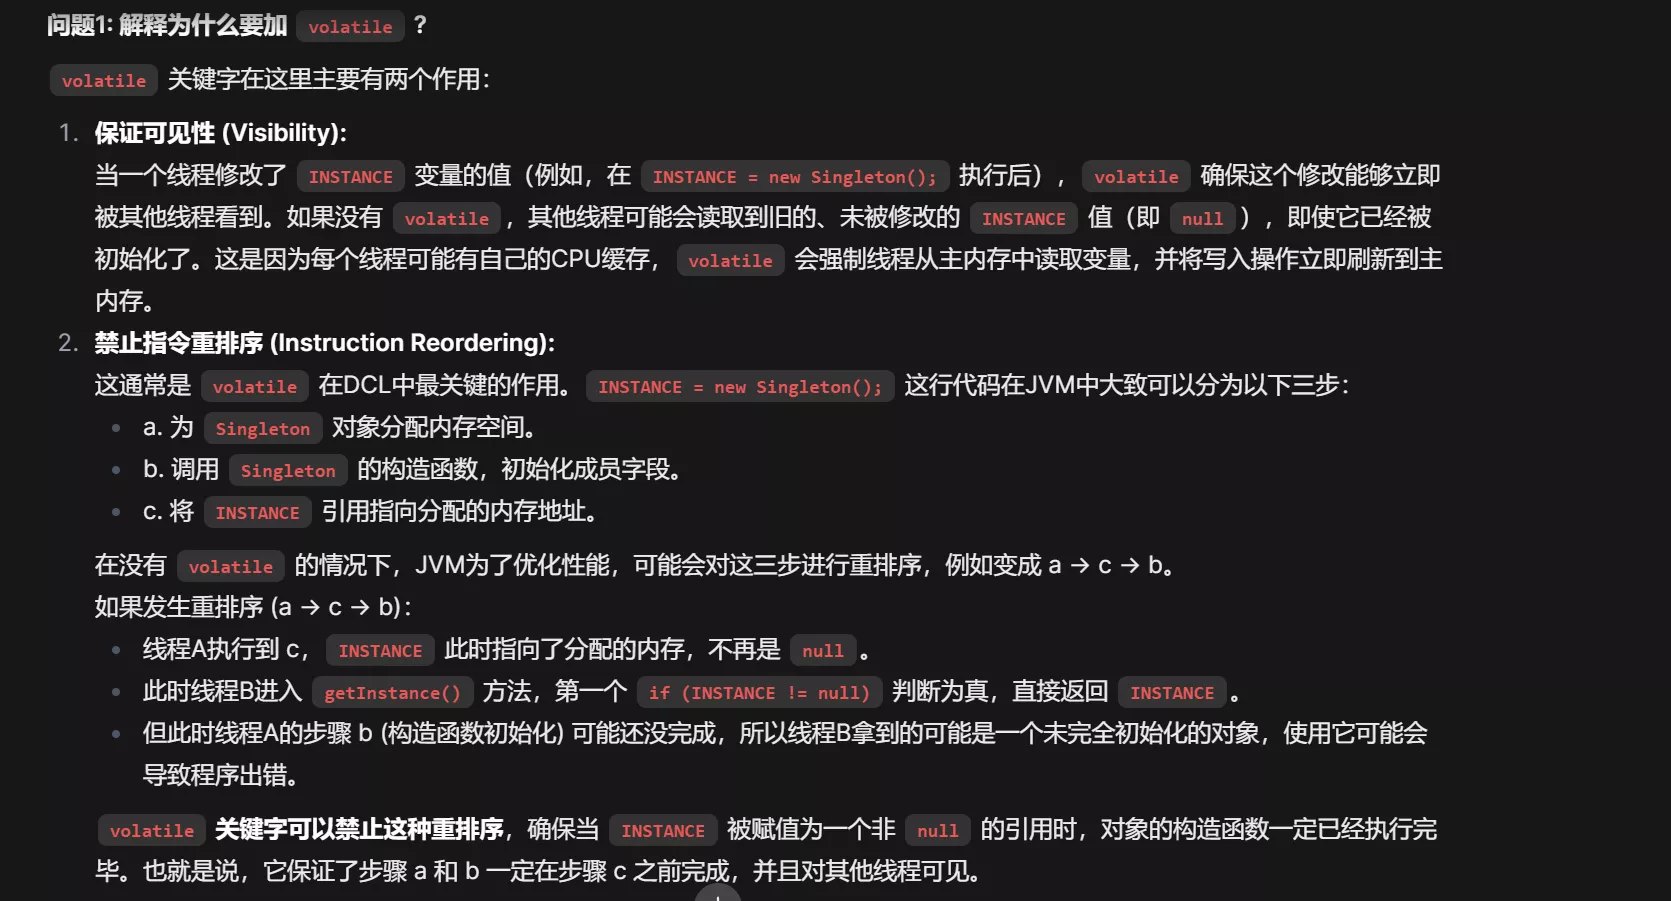 问题1: 解释为什么要加 volatile ?
volatile 关键字在这里主要有两个作用：
1. 保证可见性 (Visibility):
当一个线程修改了 INSTANCE 变量的值（例如，在 INSTANCE = new Singleton(); 执行后）， volatile 确保这个修改能够立即
被其他线程看到。如果没有 volatile ，其他线程可能会读取到旧的、未被修改的 INSTANCE 值（即 null ），即使它已经被
初始化了。这是因为每个线程可能有自己的CPU缓存， volatile 会强制线程从主内存中读取变量，并将写入操作立即刷新到主
内存。
2. 禁止指令重排序 (Instruction Reordering):
这通常是 volatile 在DCL中最关键的作用。 INSTANCE = new Singleton(); 这行代码在JVM中大致可以分为以下三步：
• a. 为 Singleton 对象分配内存空间。
• b. 调用 Singleton 的构造函数，初始化成员字段。
• c. 将 INSTANCE 引用指向分配的内存地址。
在没有 volatile 的情况下，JVM为了优化性能，可能会对这三步进行重排序，例如变成 a -> c -> b。
如果发生重排序 (a -> c -> b)：
• 线程A执行到 c， INSTANCE 此时指向了分配的内存，不再是 null 。
• 此时线程B进入 getInstance() 方法，第一个 if (INSTANCE != null) 判断为真，直接返回 INSTANCE 。
• 但此时线程A的步骤 b (构造函数初始化) 可能还没完成，所以线程B拿到的可能是一个未完全初始化的对象，使用它可能会
导致程序出错。
volatile 关键字可以禁止这种重排序，确保当 INSTANCE 被赋值为一个非 null 的引用时，对象的构造函数一定已经执行完
毕。也就是说，它保证了步骤 a 和 b 一定在步骤 c 之前完成，并且对其他线程可见。